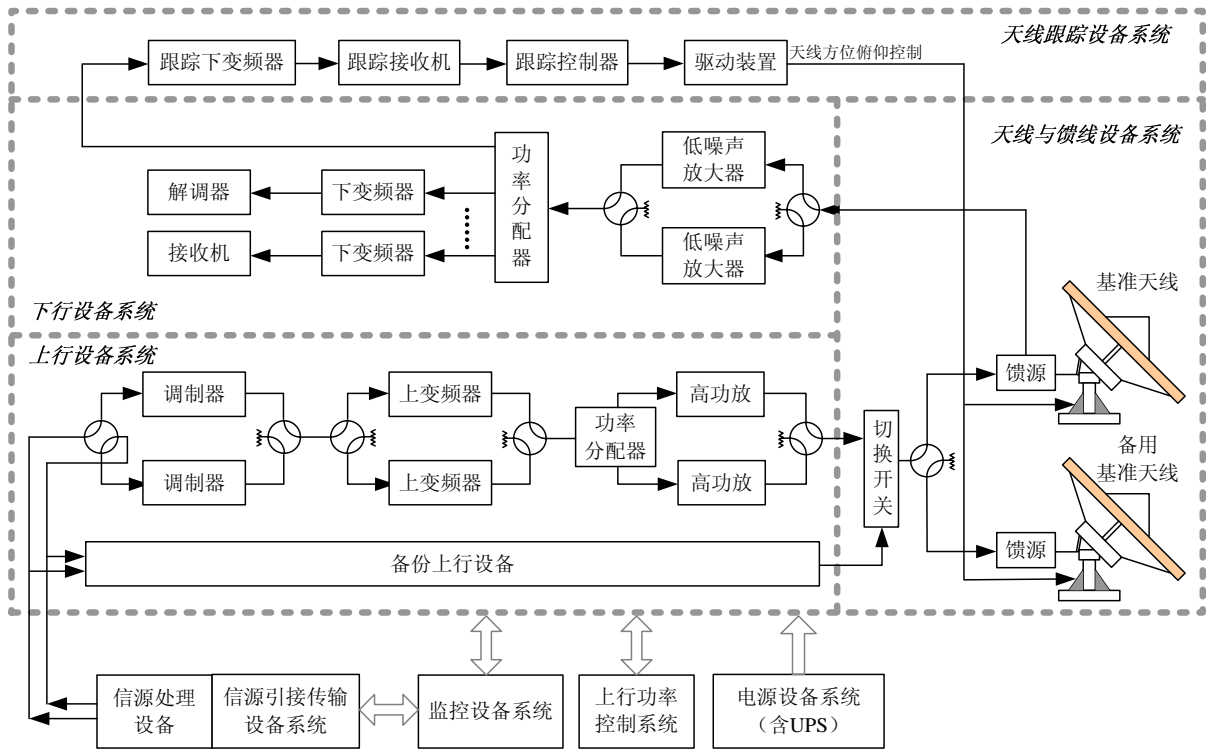 天线跟踪设备系统
跟踪下变频器
跟踪接收机
跟踪控制器
驱动装置
天线方位俯仰控制
天线与馈线设备系统
功
率
分
配
器
低噪声
放大器
解调器
下变频器
接收机
下变频器
低噪声
放大器
下行设备系统
基准天线
上行设备系统
调制器
上变频器
高功放
馈源
功率
分配器
切
换
开
关
调制器
上变频器
高功放
备用
基准天线
馈源
备份上行设备
信源处理
设备
信源引接传输
设备系统
监控设备系统
上行功率
控制系统
电源设备系统
（含UPS）